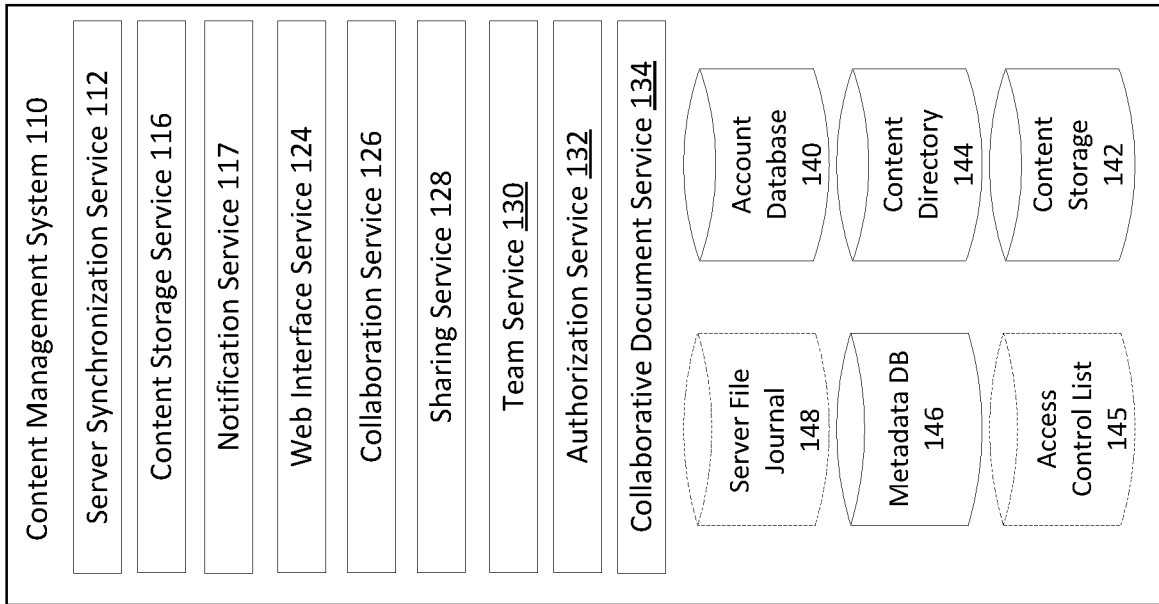 Content Management System 110
Server Synchronization Service 112
Content Storage Service 116
Notification Service 117
Web Interface Service 124
Collaboration Service 126
Sharing Service 128
Team Service 130
Authorization Service 132
Collaborative Document Service 134
Server File
Journal
148
Account
Database
140
Metadata DB
146
Content
Directory
144
Access
Control List
145
Content
Storage
142